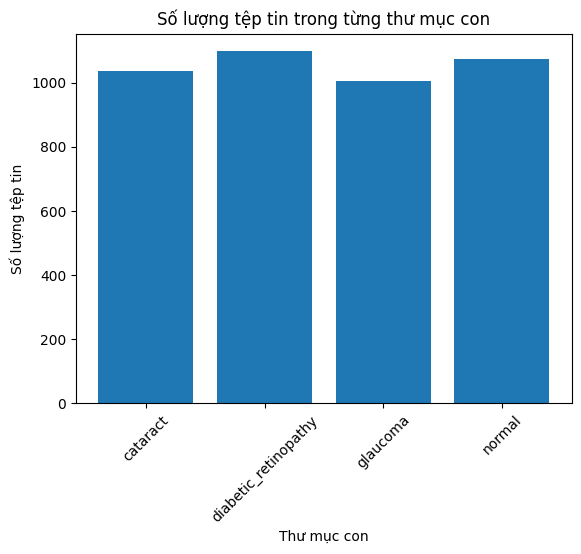 Số lượng tệp tin trong từng thư mục con
Số lượng tệp tin
1000
800
600
400
200
0
cataract
diabetic_retinopathy
glaucoma
normal
Thư mục con